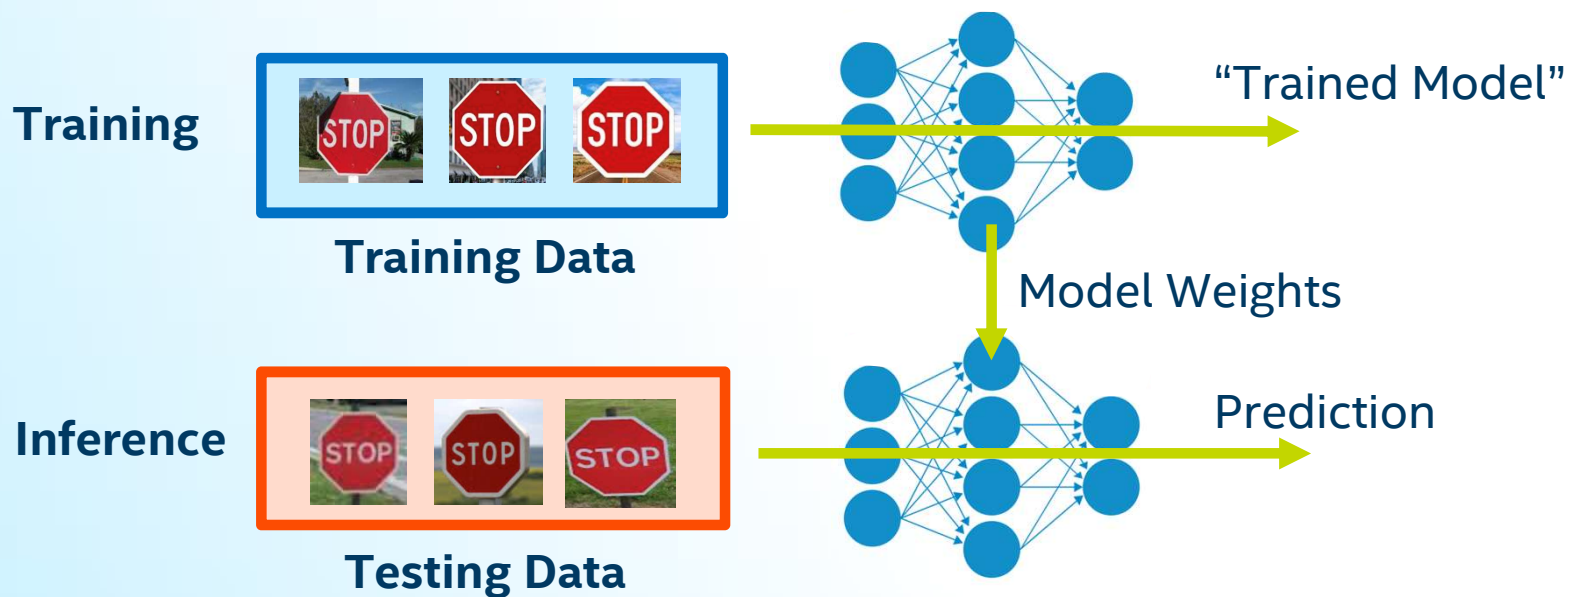 Training
STOP
STOP
STOP
Training Data
“Trained Model”
Model Weights
Inference
STOP
STOP
STOP
Testing Data
Prediction